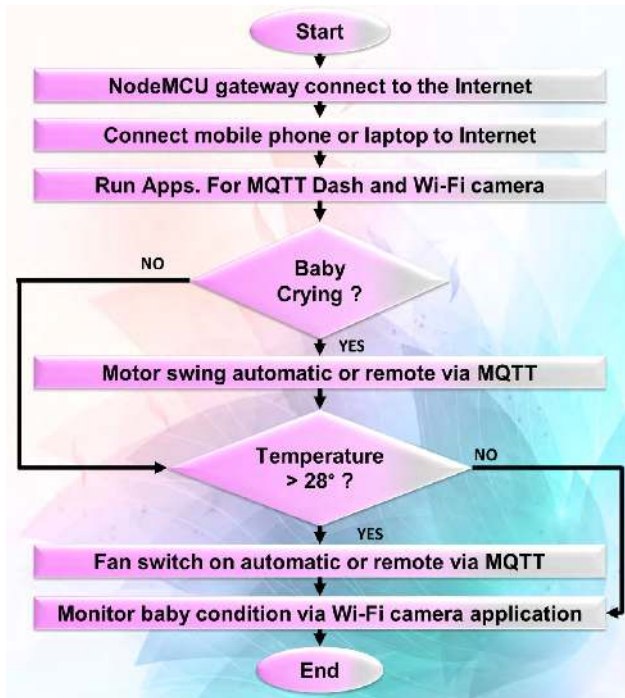 Start
NodeMCU gateway connect to the Internet
Connect mobile phone or laptop to Internet
Run Apps. For MQTT Dash and Wi-Fi camera
NO
Baby
Crying ?
YES
Motor swing automatic or remote via MQTT
Temperature
> 28° ?
NO
YES
Fan switch on automatic or remote via MQTT
Monitor baby condition via Wi-Fi camera application
End